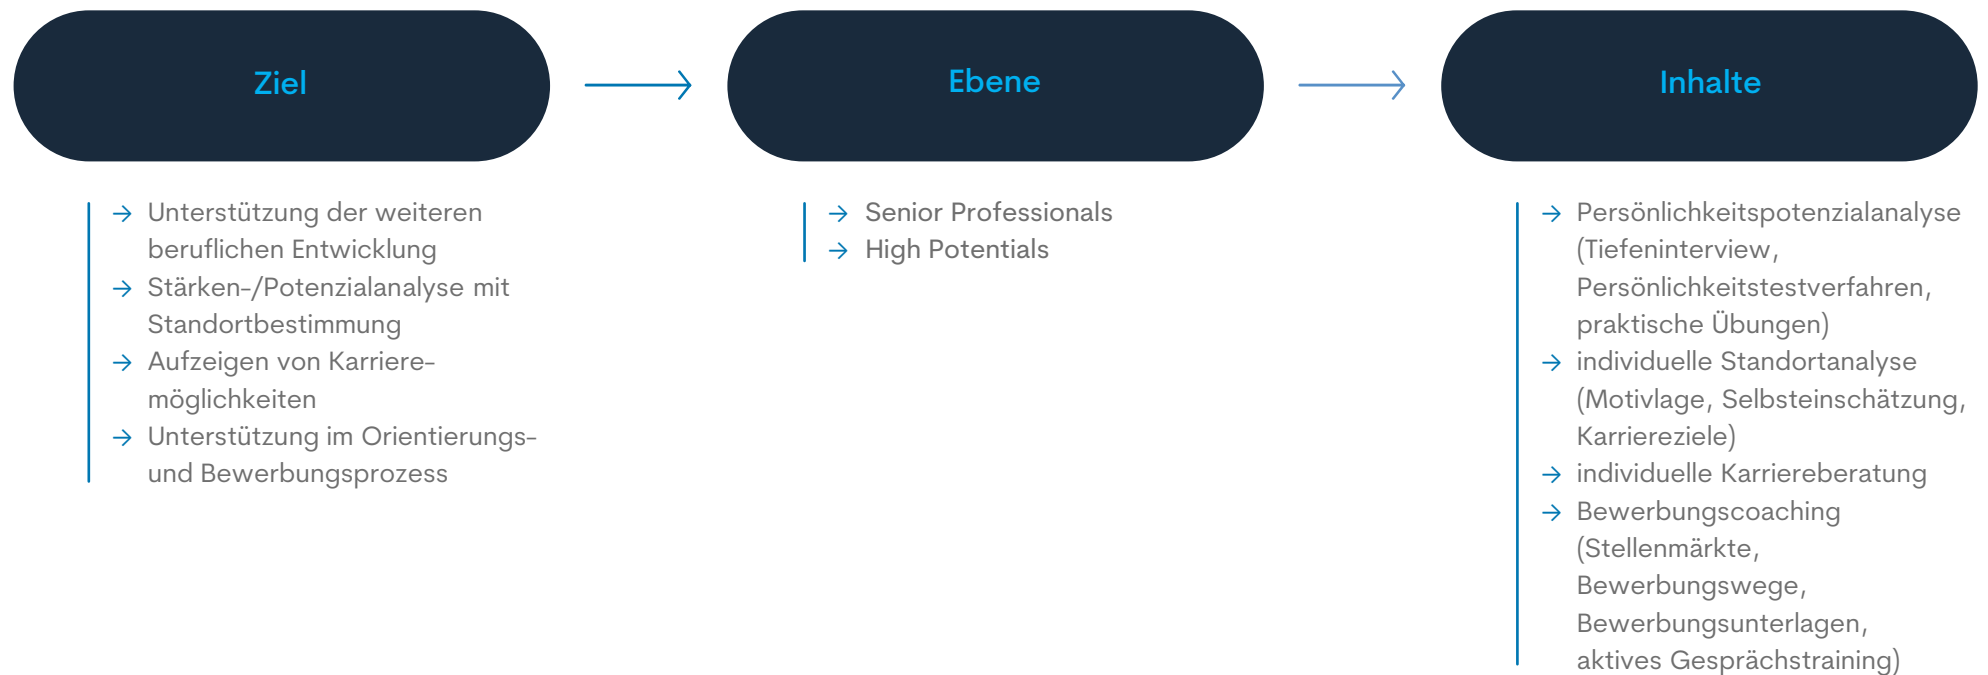 Ziel
Unterstützung der weiteren
beruflichen Entwicklung
Stärken-/Potenzialanalyse mit
Standortbestimmung
Aufzeigen von Karriere-
möglichkeiten
Unterstützung im Orientierungs-
und Bewerbungsprozess
Ebene
Senior Professionals
High Potentials
Inhalte
Persönlichkeitspotenzialanalyse
(Tiefeninterview,
Persönlichkeitstestverfahren,
praktische Übungen)
individuelle Standortanalyse
(Motivlage, Selbsteinschätzung,
Karriereziele)
individuelle Karriereberatung
Bewerbungscoaching
(Stellenmärkte,
Bewerbungswege,
Bewerbungsunterlagen,
aktives Gesprächstraining)